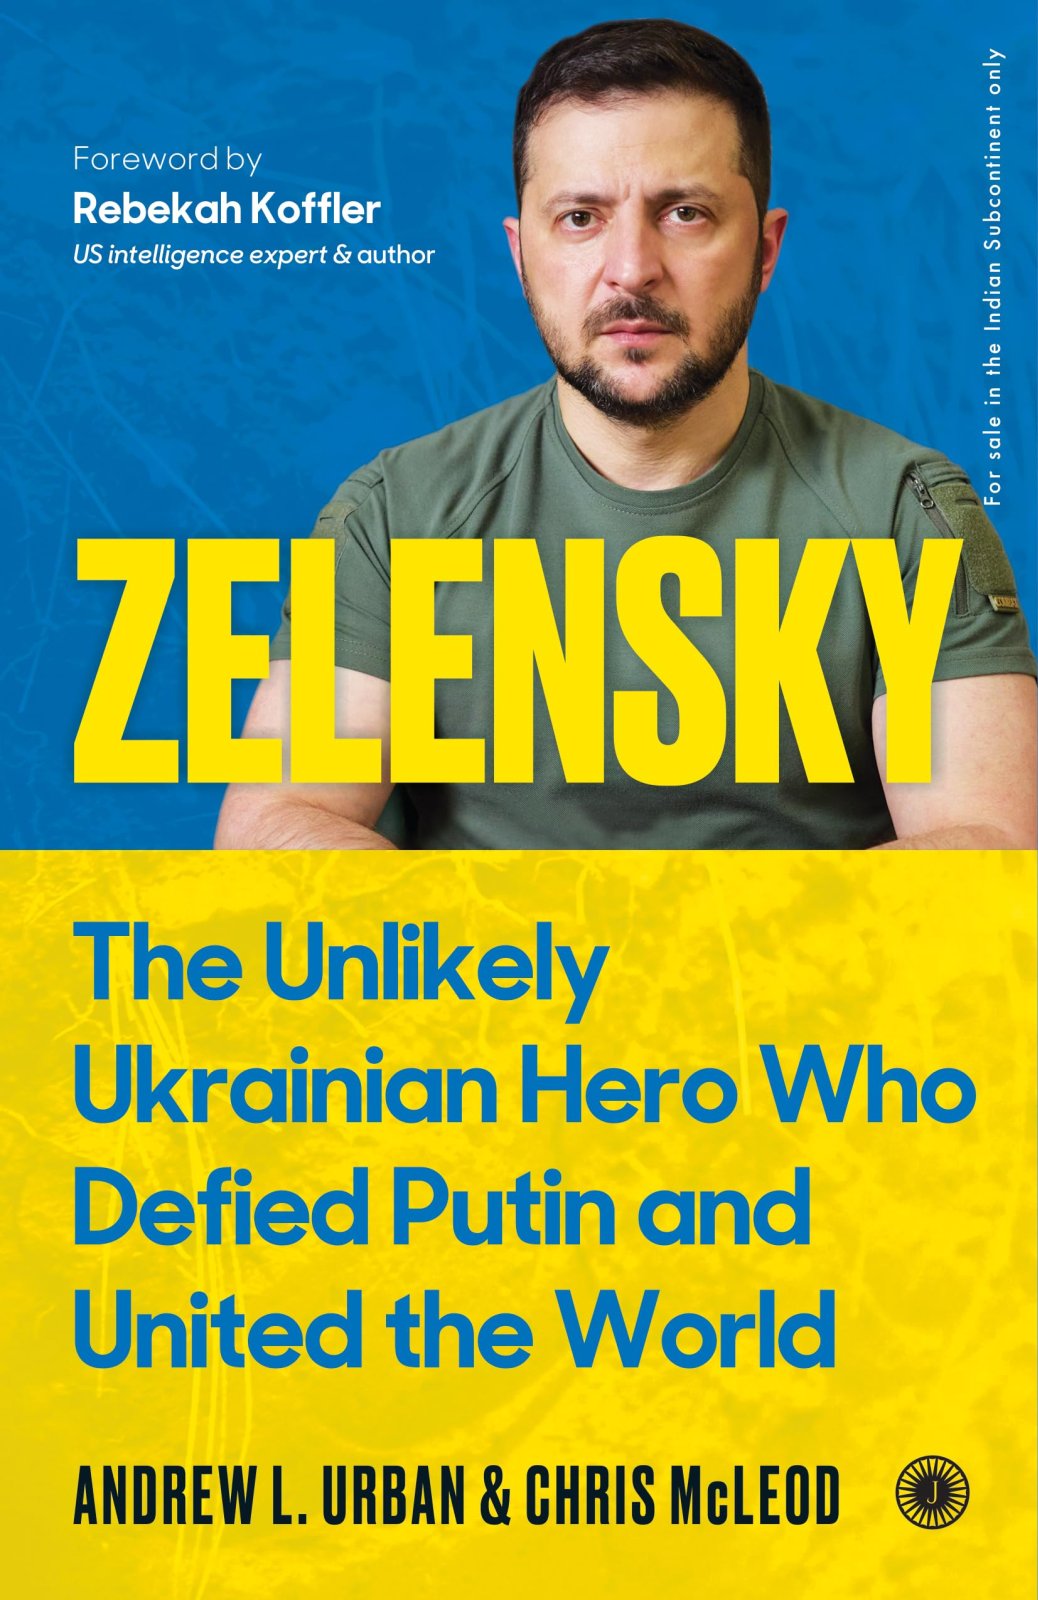 Foreword by
Rebekah Koffler
US intelligence expert & author
For sale in the Indian Subcontinent only
ZELENSKY
The Unlikely
Ukrainian Hero Who
Defied Putin and
United the World
ANDREW L. URBAN & CHRIS McLEOD
J